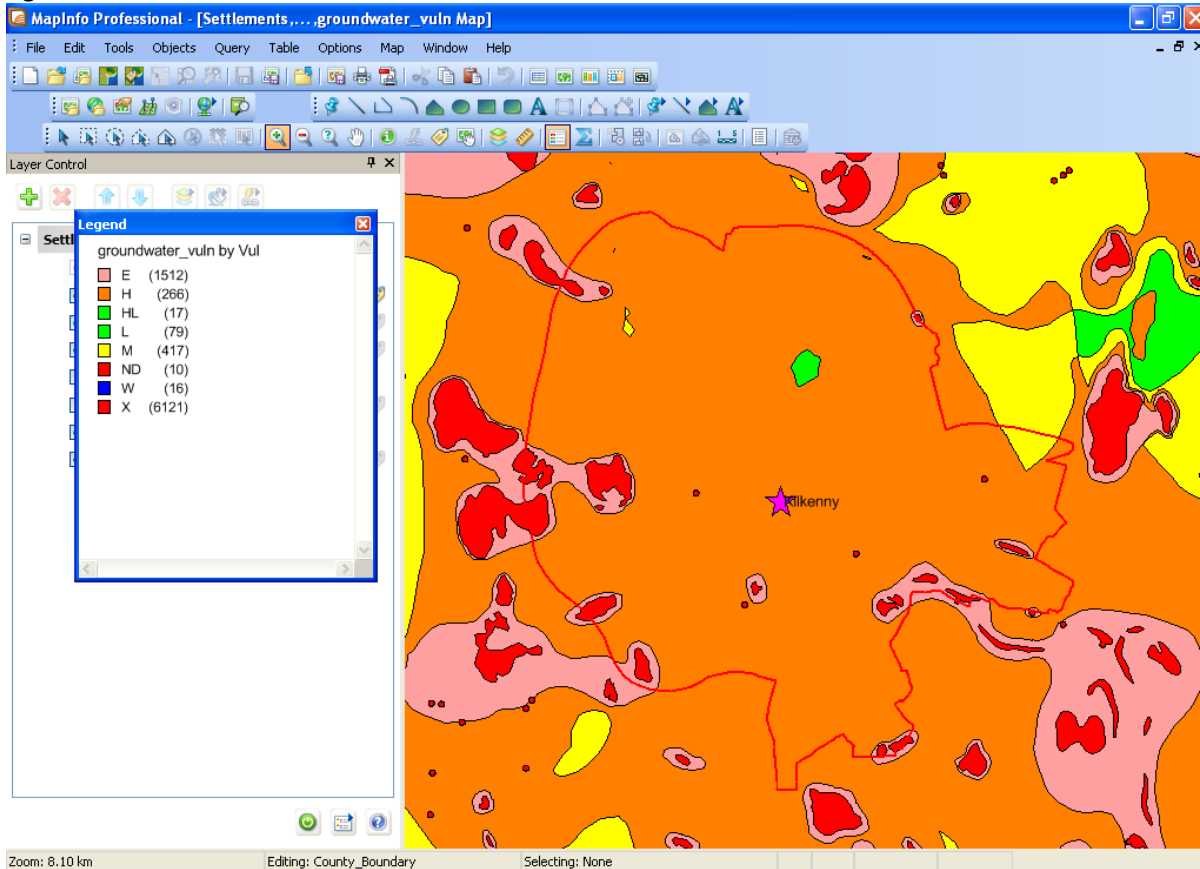 MapInfo Professional - [Settlements,...,groundwater_vuln Map]
File Edit Tools Objects Query Table Options Map Window Help
Layer Control
Legend
Settl
groundwater_vuln by Vul
E (1512)
H (266)
HL (17)
L (79)
M (417)
ND (10)
W (16)
X (6121)
Kilkenny
Zoom: 8.10 km Editing: County_Boundary Selecting: None